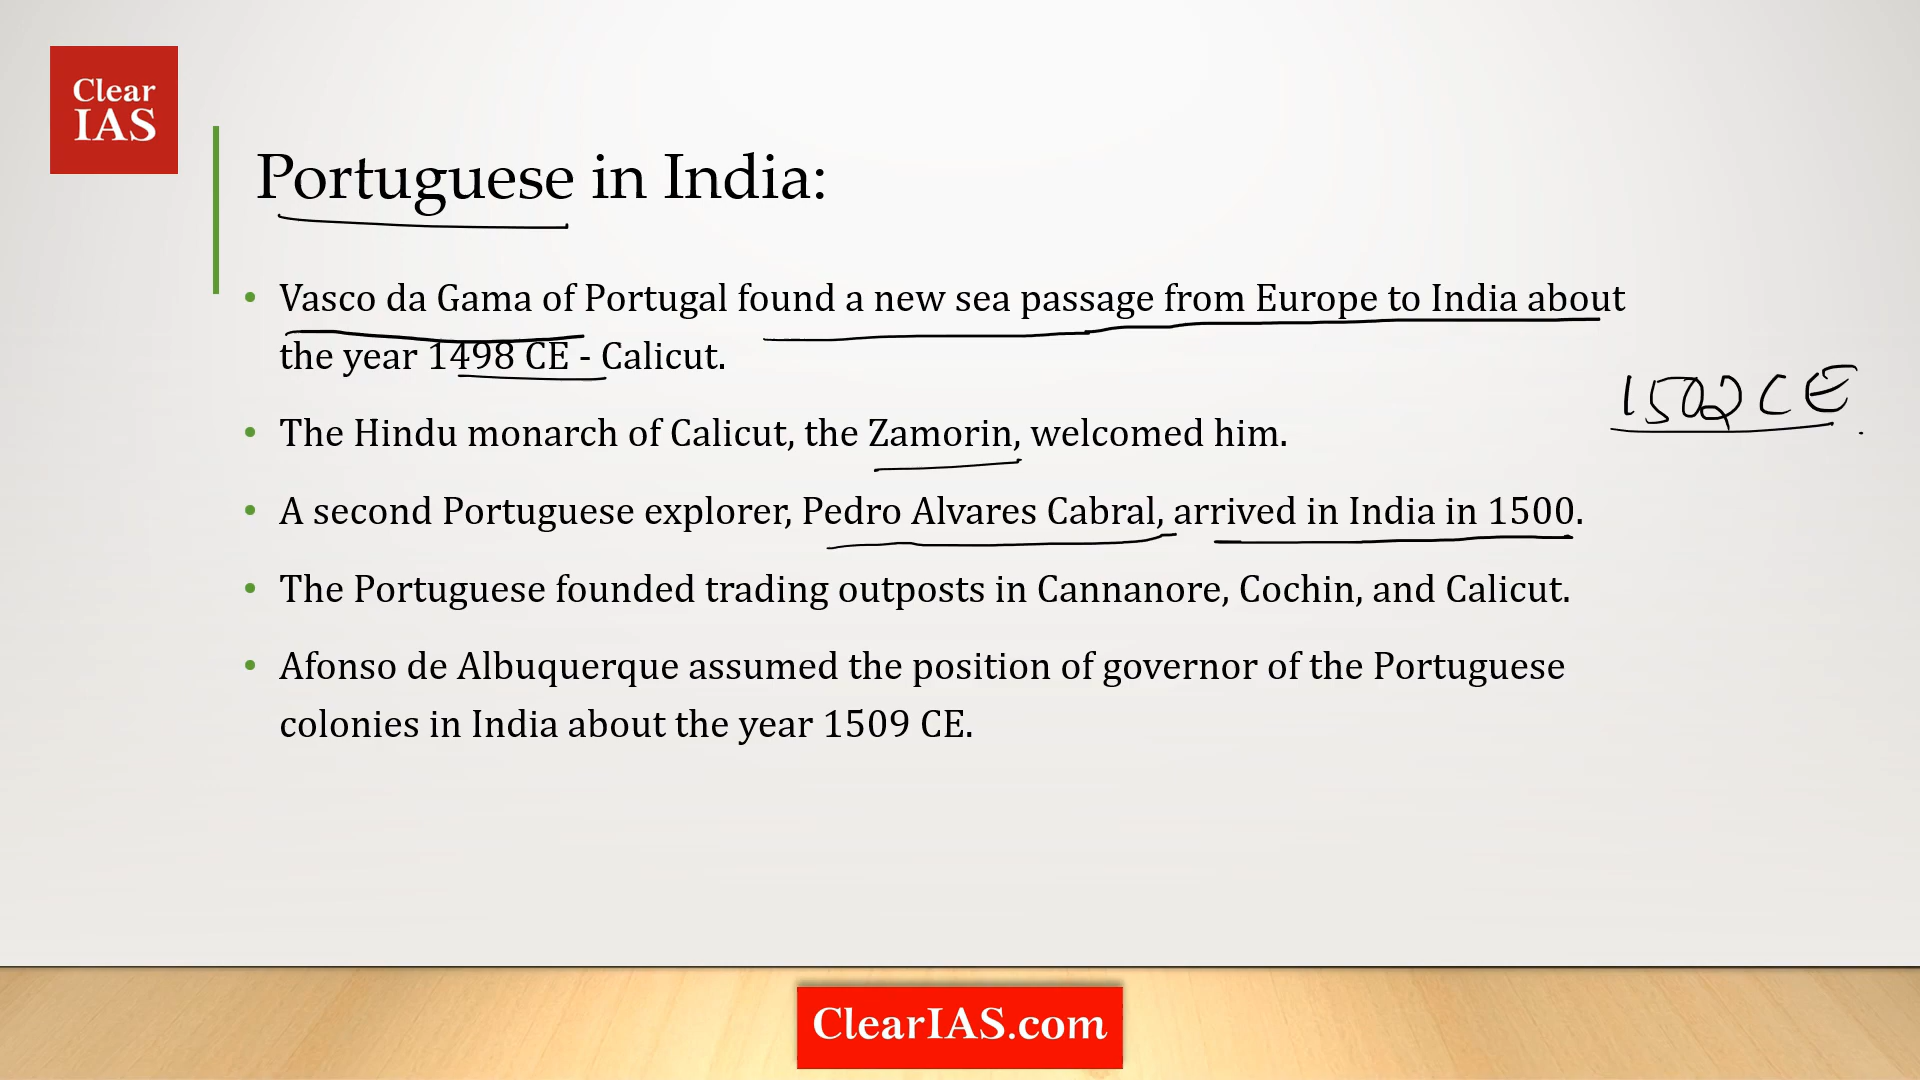 Clear
IAS
Portuguese in India:
• Vasco da Gama of Portugal found a new sea passage from Europe to India about
the year 1498 CE - Calicut.
1502 CE
• The Hindu monarch of Calicut, the Zamorin, welcomed him.
• A second Portuguese explorer, Pedro Alvares Cabral, arrived in India in 1500.
• The Portuguese founded trading outposts in Cannanore, Cochin, and Calicut.
• Afonso de Albuquerque assumed the position of governor of the Portuguese
colonies in India about the year 1509 CE.
ClearIAS.com